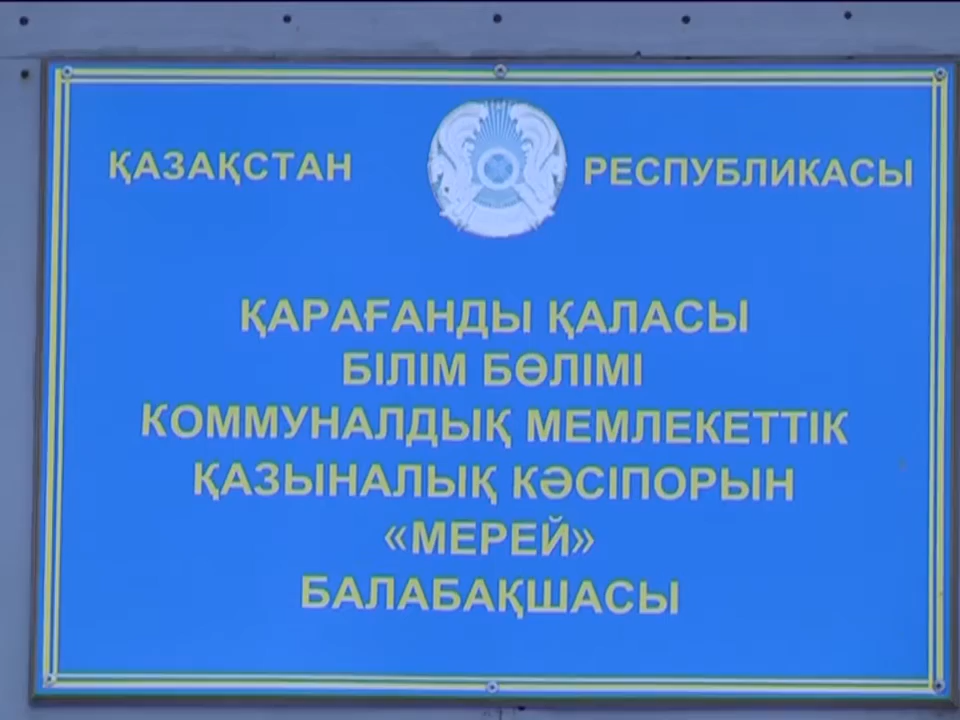 ҚАЗАҚСТАН РЕСПУБЛИКАСЫ
ҚАРАҒАНДЫ ҚАЛАСЫ
БІЛІМ БӨЛІМІ
КОММУНАЛДЫҚ МЕМЛЕКЕТТІК
ҚАЗЫНАЛЫҚ КӘСІПОРЫН
«МЕРЕЙ»
БАЛАБАҚШАСЫ